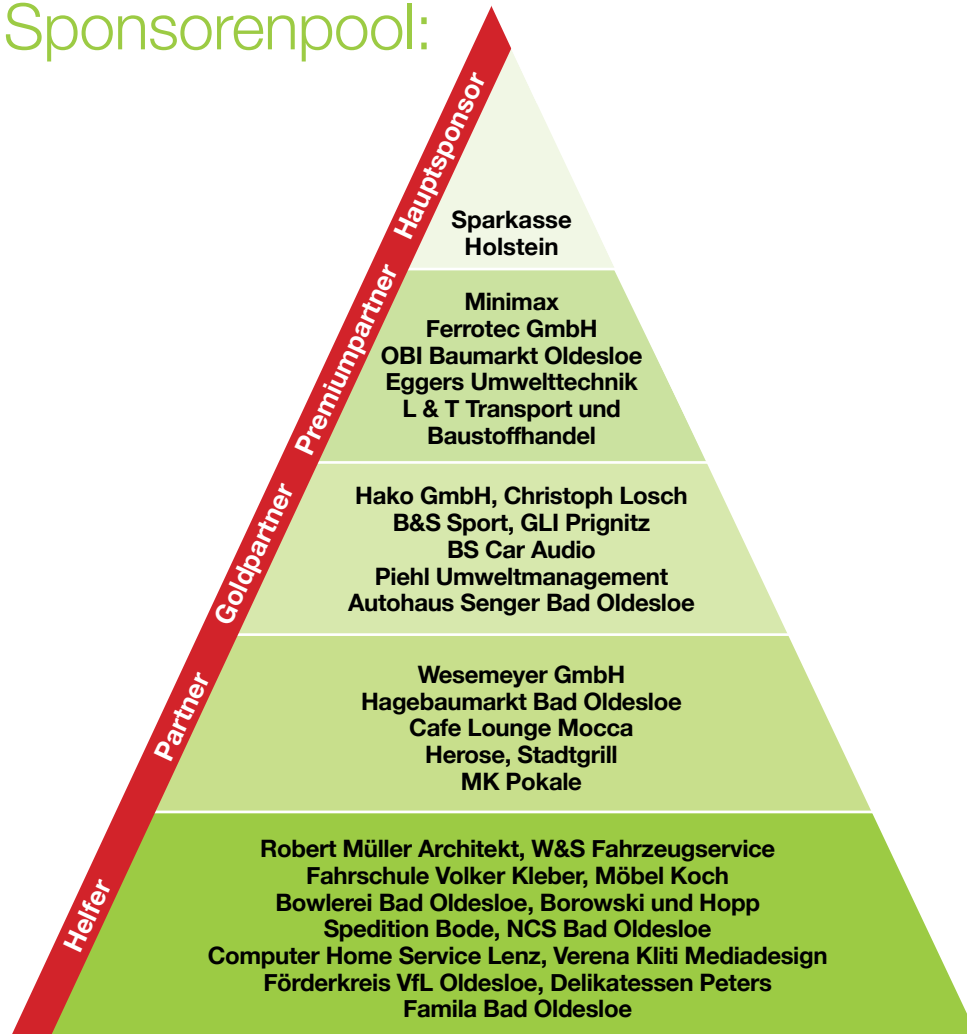 Sponsorenpool:
Hauptsponsor
Sparkasse
Holstein
Premiumpartner
Minimax
Ferrotec GmbH
OBI Baumarkt Oldesloe
Eggers Umwelttechnik
L & T Transport und
Baustoffhandel
Goldpartner
Hako GmbH, Christoph Losch
B&S Sport, GLI Prignitz
BS Car Audio
Piehl Umweltmanagement
Autohaus Senger Bad Oldesloe
Partner
Wesemeyer GmbH
Hagebaumarkt Bad Oldesloe
Cafe Lounge Mocca
Herose, Stadtgrill
MK Pokale
Helfer
Robert Müller Architekt, W&S Fahrzeugservice
Fahrschule Volker Kleber, Möbel Koch
Bowlerei Bad Oldesloe, Borowski und Hopp
Spedition Bode, NCS Bad Oldesloe
Computer Home Service Lenz, Verena Kliti Mediadesign
Förderkreis VfL Oldesloe, Delikatessen Peters
Famila Bad Oldesloe